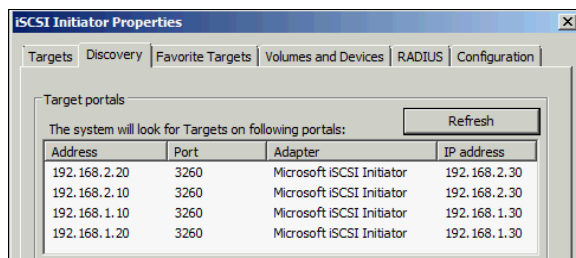 iSCSI Initiator Properties
Targets Discovery Favorite Targets Volumes and Devices RADIUS Configuration
Target portals
The system will look for Targets on following portals: Refresh
Address Port Adapter IP address
192.168.2.20 3260 Microsoft iSCSI Initiator 192.168.2.30
192.168.2.10 3260 Microsoft iSCSI Initiator 192.168.2.30
192.168.1.10 3260 Microsoft iSCSI Initiator 192.168.1.30
192.168.1.20 3260 Microsoft iSCSI Initiator 192.168.1.30